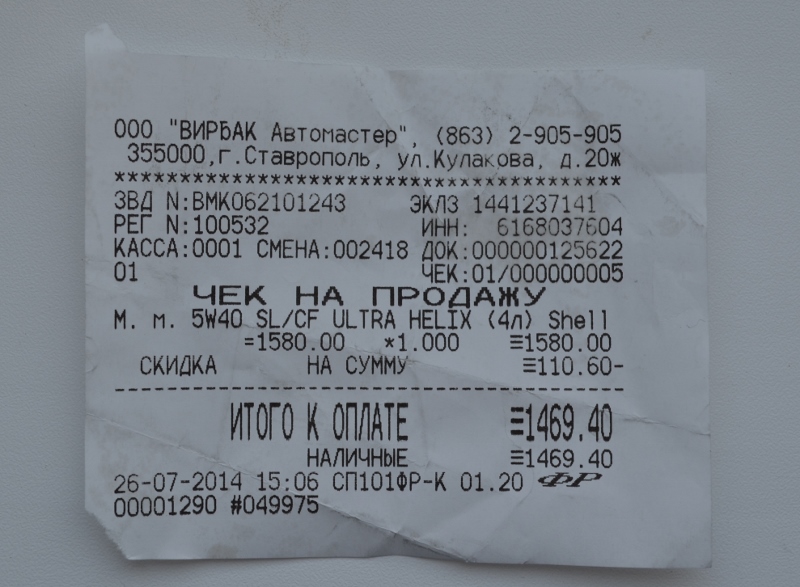 ООО "ВИРБАК Автомастер", (863) 2-905-905
355000,г.Ставрополь, ул.Кулакова, д.20ж
****************************************
ЗВД N:ВМК062101243 ЭКЛЗ 1441237141
РЕГ N:100532 ИНН: 6168037604
КАССА:0001 СМЕНА:002418 ДОК:000000125622
01 ЧЕК:01/000000005
ЧЕК НА ПРОДАЖУ
М. м. 5W40 SL/CF ULTRA HELIX (4л) Shell
=1580.00 *1.000 ≡1580.00
СКИДКА НА СУММУ ≡110.60-
----------------------------------------
ИТОГО К ОПЛАТЕ ≡1469.40
НАЛИЧНЫЕ ≡1469.40
26-07-2014 15:06 СП101ФР-К 01.20 ФР
00001290 #049975